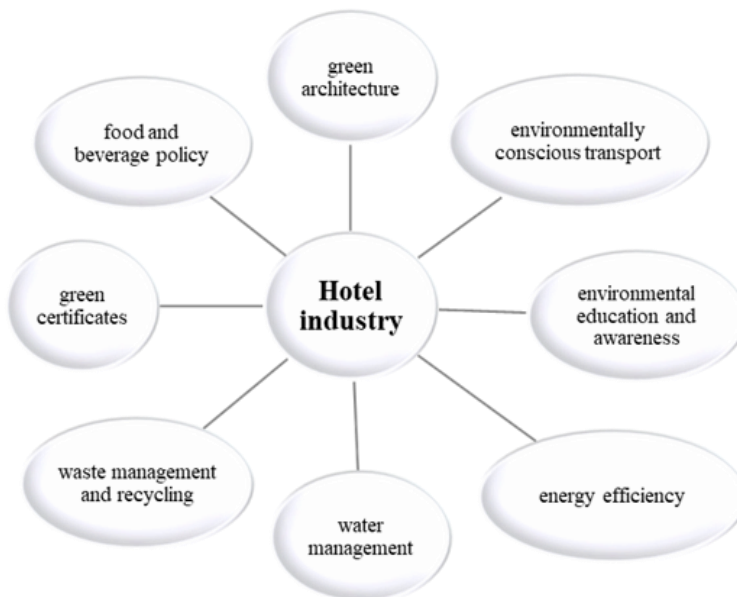 green
architecture
food and
beverage policy
environmentally
conscious transport
green
certificates
Hotel
industry
environmental
education and
awareness
waste management
and recycling
water
management
energy efficiency